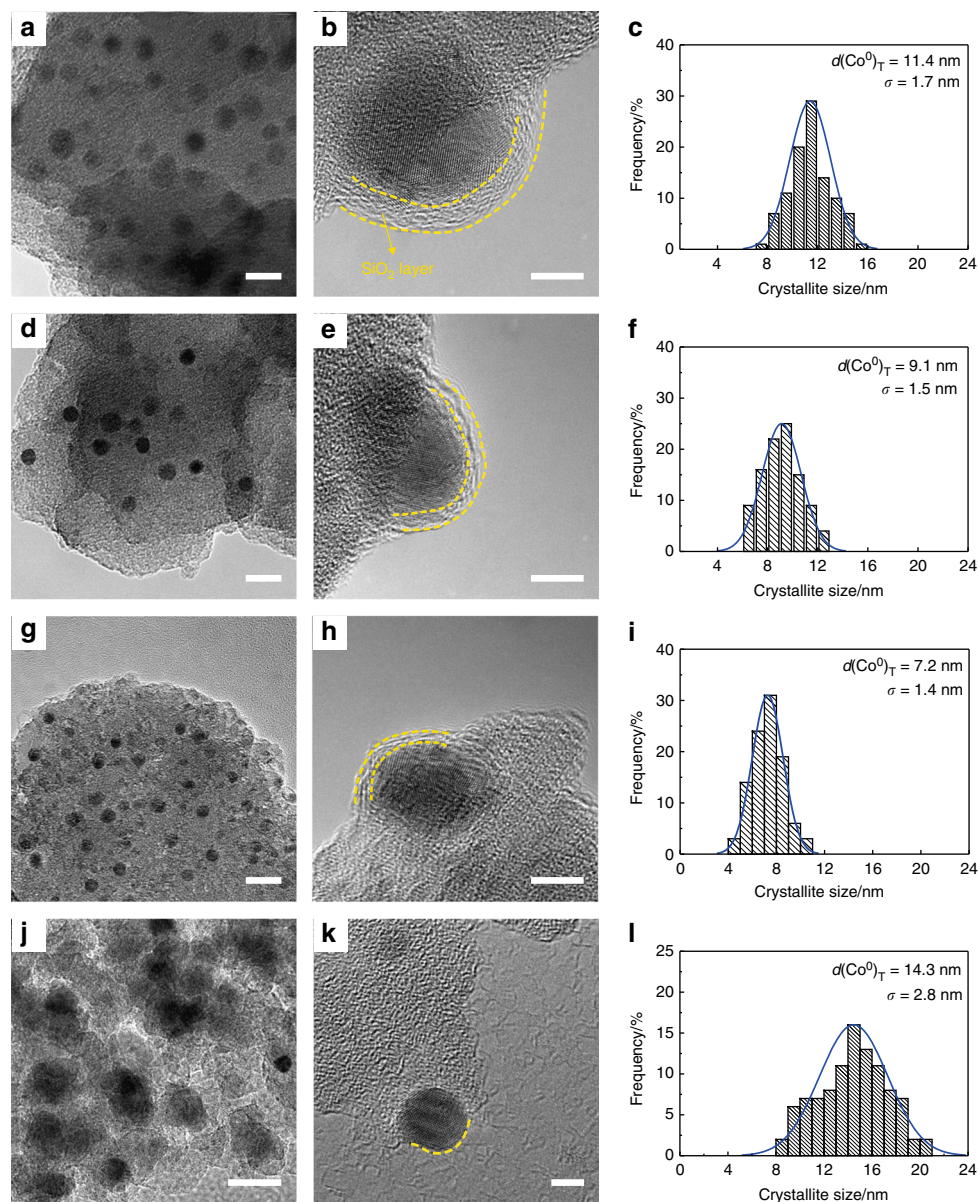 a
b
SiO2 layer
c
d(Co0)T = 11.4 nm
σ = 1.7 nm
40
30
20
10
0
Frequency/%
4 8 12 16 20 24
Crystallite size/nm
d
e
f
d(Co0)T = 9.1 nm
σ = 1.5 nm
40
30
20
10
0
Frequency/%
0 4 8 12 16 20 24
Crystallite size/nm
g
h
i
d(Co0)T = 7.2 nm
σ = 1.4 nm
40
30
20
10
0
Frequency/%
0 4 8 12 16 20 24
Crystallite size/nm
j
k
l
d(Co0)T = 14.3 nm
σ = 2.8 nm
25
20
15
10
5
0
Frequency/%
0 4 8 12 16 20 24
Crystallite size/nm